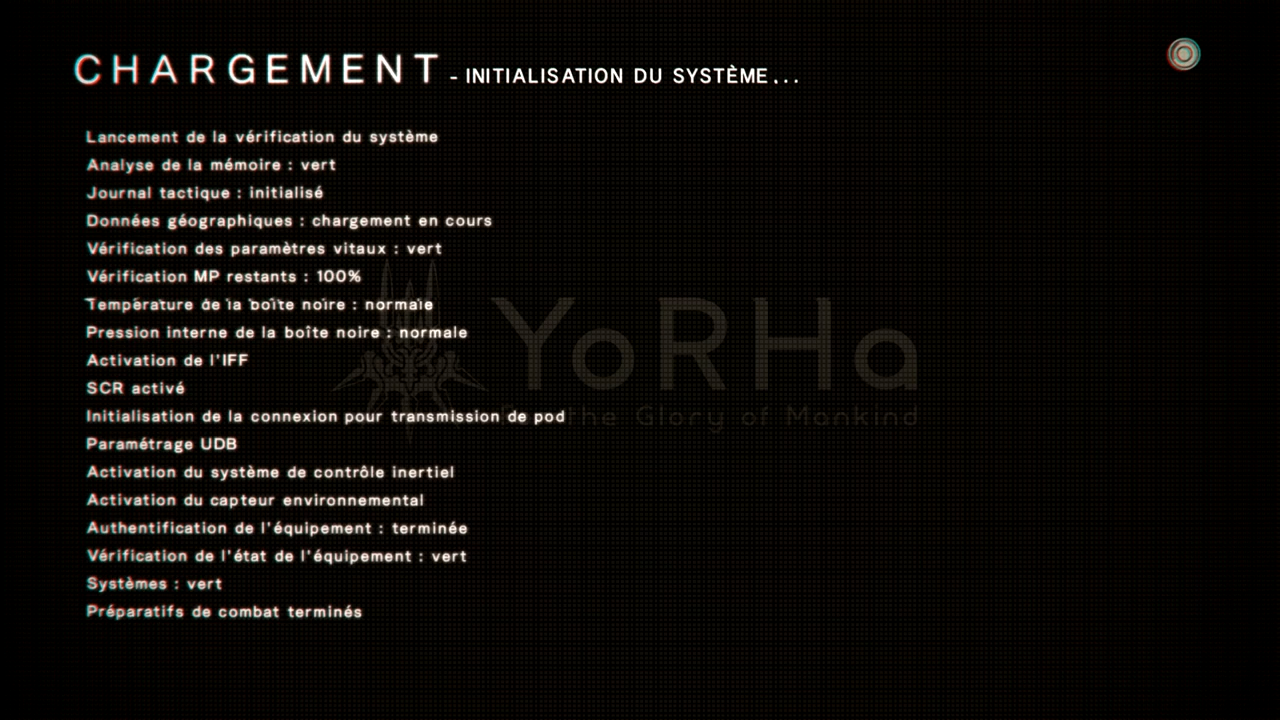 CHARGEMENT - INITIALISATION DU SYSTÈME...
Lancement de la vérification du système
Analyse de la mémoire : vert
Journal tactique : initialisé
Données géographiques : chargement en cours
Vérification des paramètres vitaux : vert
Vérification MP restants : 100%
Température de la boîte noire : normale
Pression interne de la boîte noire : normale
Activation de l'IFF
SCR activé
Initialisation de la connexion pour transmission de pod
Paramétrage UDB
Activation du système de contrôle inertiel
Activation du capteur environnemental
Authentification de l'équipement : terminée
Vérification de l'état de l'équipement : vert
Systèmes : vert
Préparatifs de combat terminés
YoRHa
the Glory of Mankind